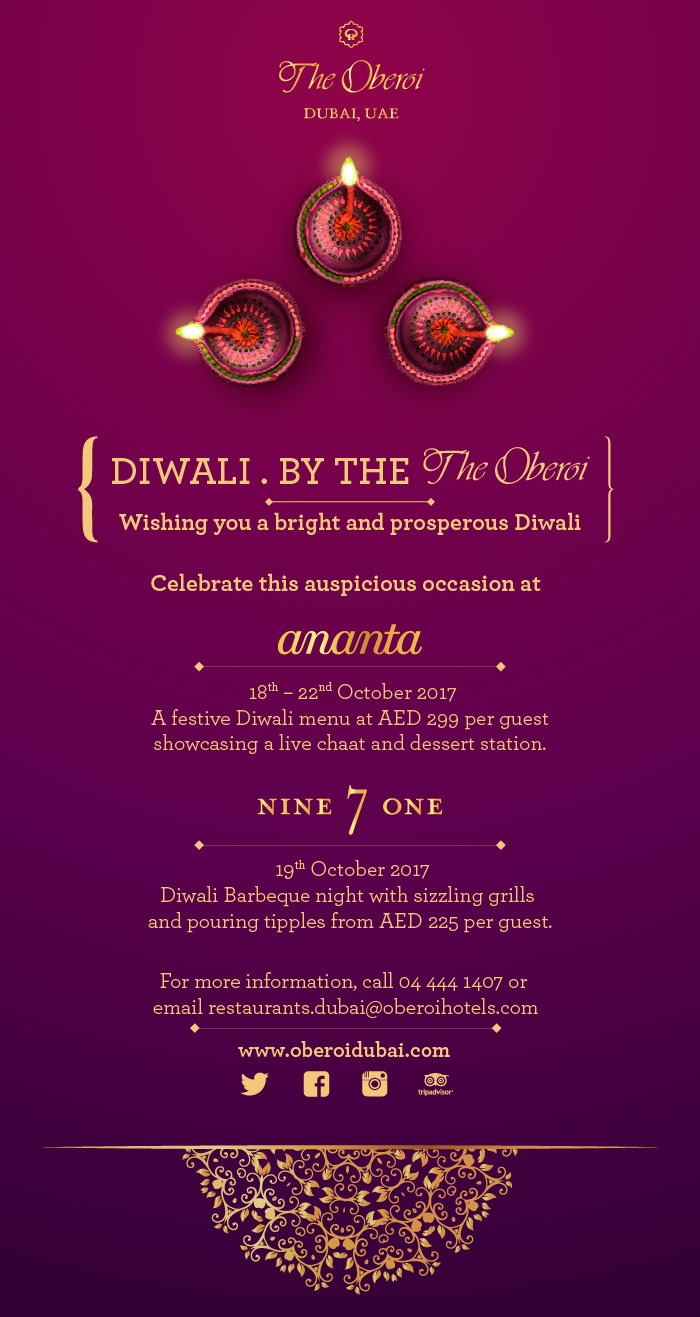 The Oberoi
DUBAI, UAE
DIWALI . BY THE The Oberoi
Wishing you a bright and prosperous Diwali
Celebrate this auspicious occasion at
ananta
18th – 22nd October 2017
A festive Diwali menu at AED 299 per guest
showcasing a live chaat and dessert station.
NINE 7 ONE
19th October 2017
Diwali Barbeque night with sizzling grills
and pouring tipples from AED 225 per guest.
For more information, call 04 444 1407 or
email restaurants.dubai@oberoihotels.com
www.oberoidubai.com
tripadvisor